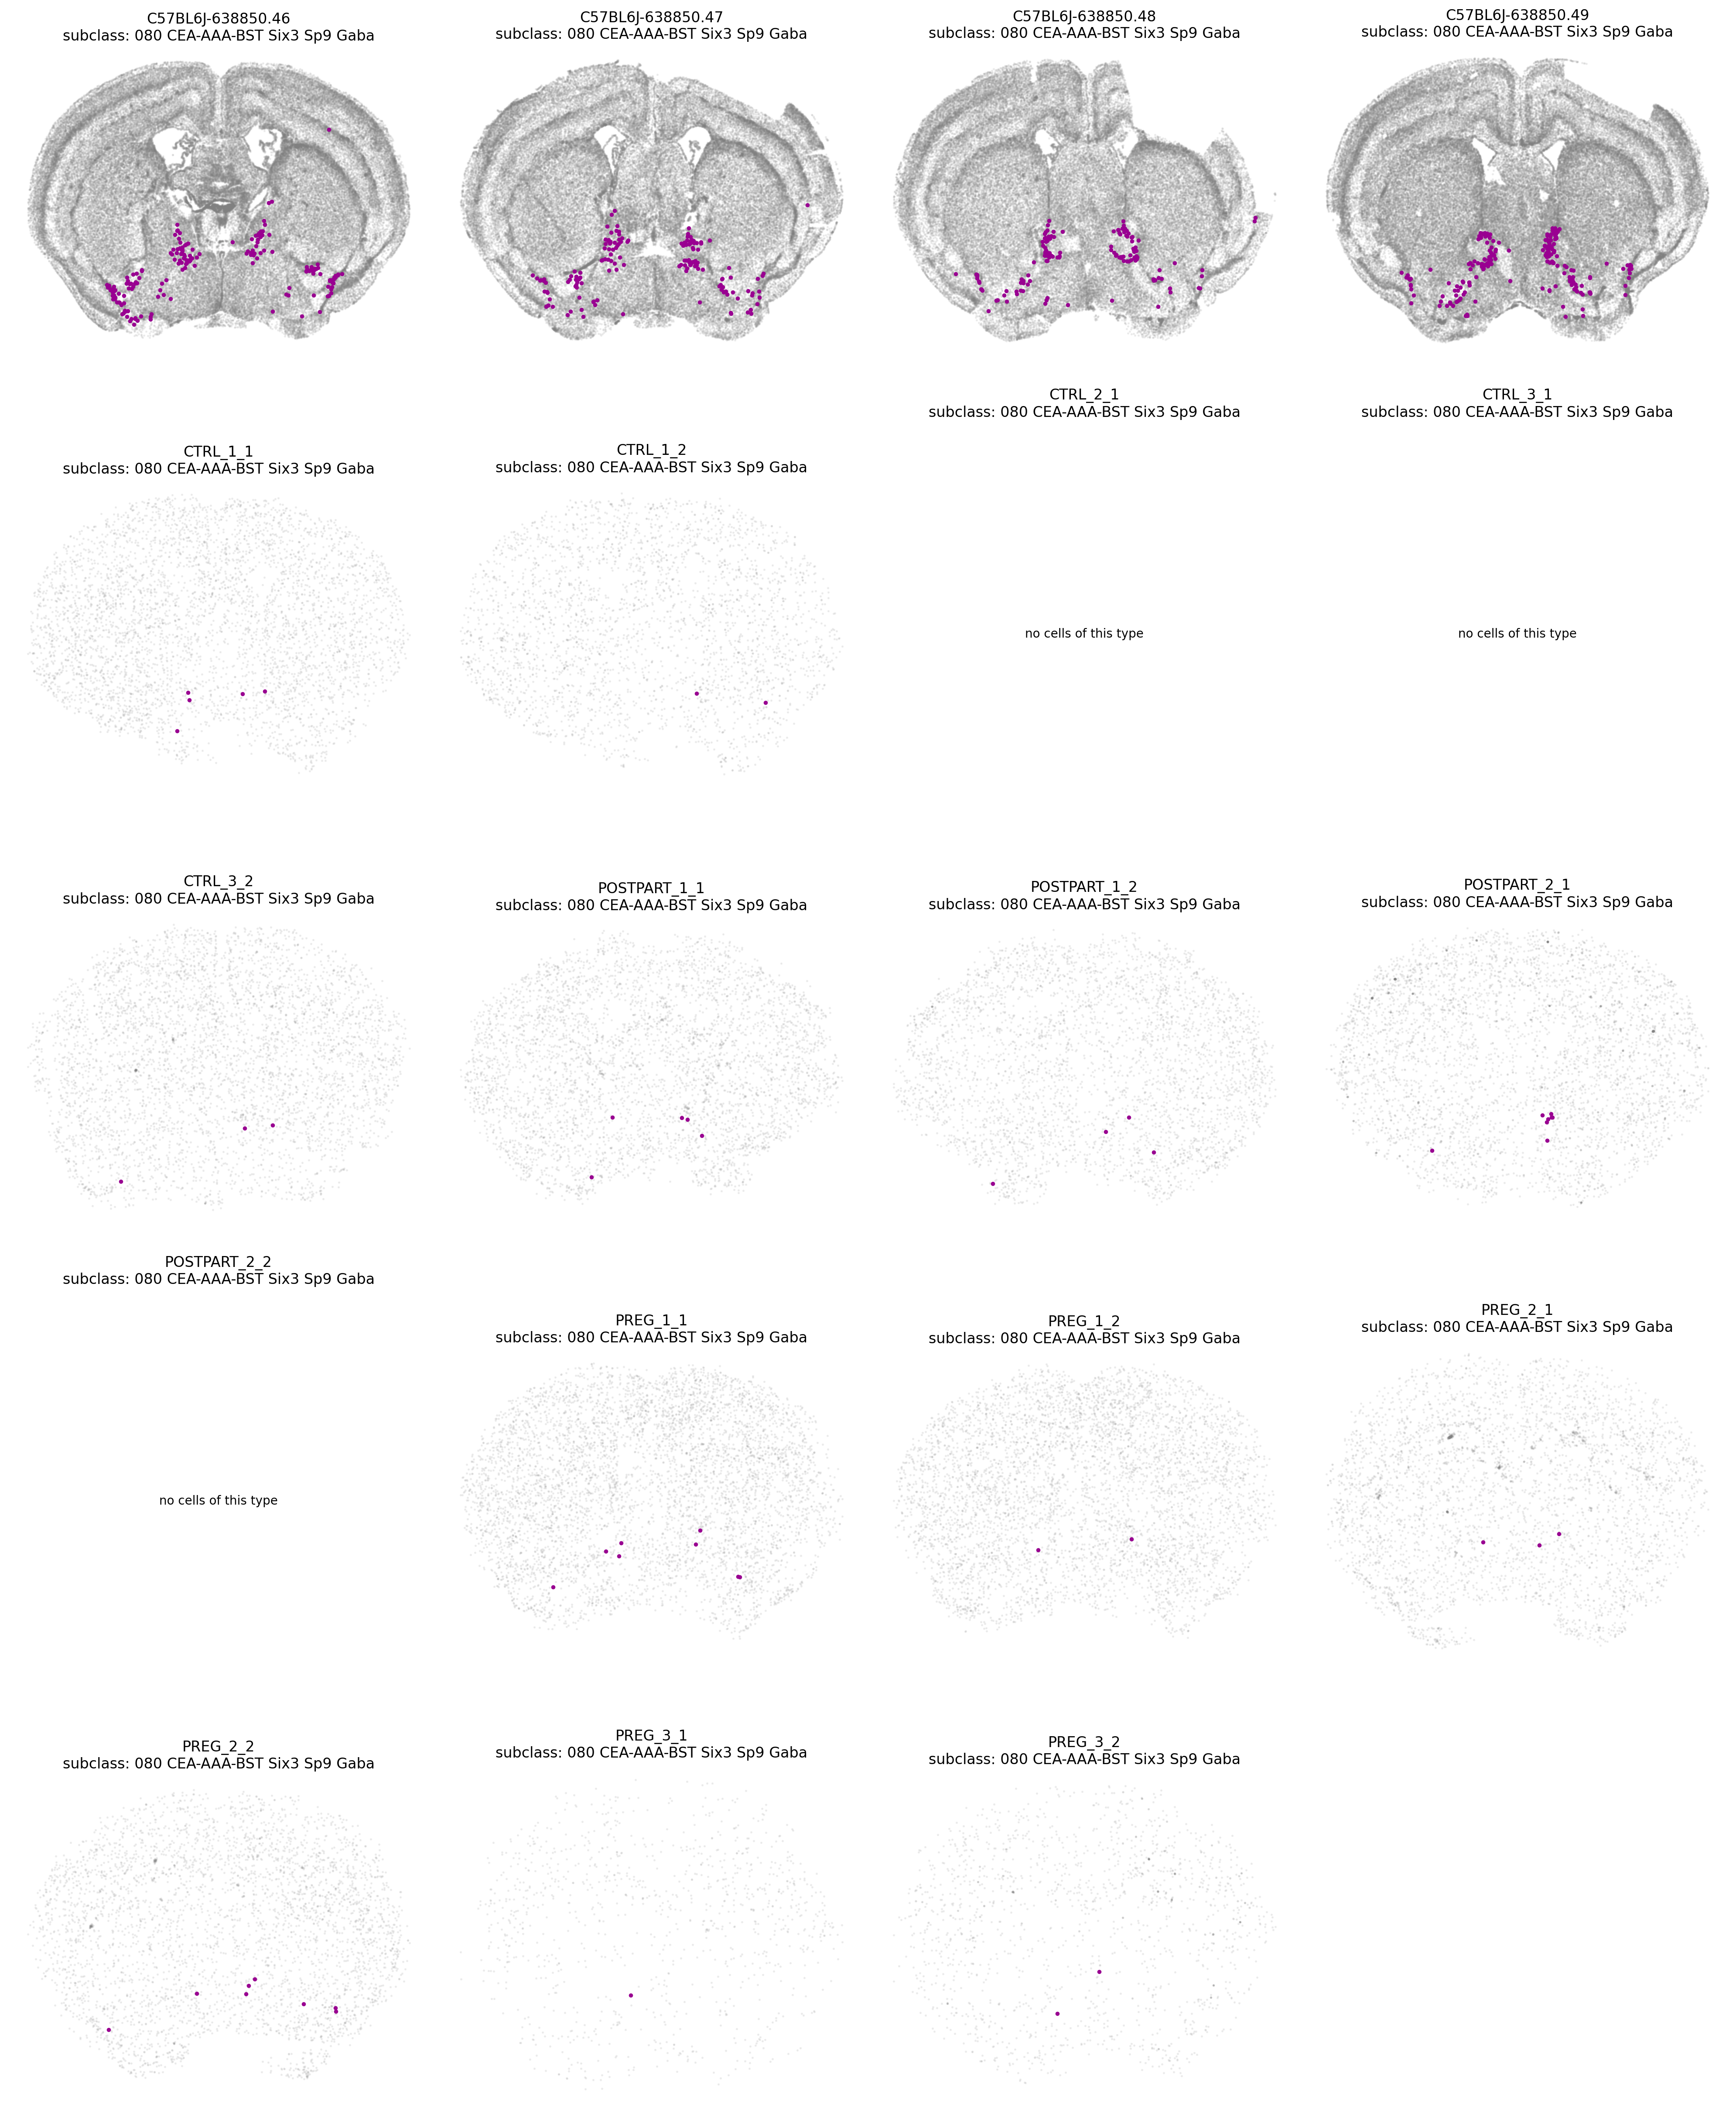 C57BL6J-638850.46
subclass: 080 CEA-AAA-BST Six3 Sp9 Gaba
C57BL6J-638850.47
subclass: 080 CEA-AAA-BST Six3 Sp9 Gaba
C57BL6J-638850.48
subclass: 080 CEA-AAA-BST Six3 Sp9 Gaba
C57BL6J-638850.49
subclass: 080 CEA-AAA-BST Six3 Sp9 Gaba
CTRL_1_1
subclass: 080 CEA-AAA-BST Six3 Sp9 Gaba
CTRL_1_2
subclass: 080 CEA-AAA-BST Six3 Sp9 Gaba
CTRL_2_1
subclass: 080 CEA-AAA-BST Six3 Sp9 Gaba
no cells of this type
CTRL_3_1
subclass: 080 CEA-AAA-BST Six3 Sp9 Gaba
no cells of this type
CTRL_3_2
subclass: 080 CEA-AAA-BST Six3 Sp9 Gaba
POSTPART_1_1
subclass: 080 CEA-AAA-BST Six3 Sp9 Gaba
POSTPART_1_2
subclass: 080 CEA-AAA-BST Six3 Sp9 Gaba
POSTPART_2_1
subclass: 080 CEA-AAA-BST Six3 Sp9 Gaba
POSTPART_2_2
subclass: 080 CEA-AAA-BST Six3 Sp9 Gaba
no cells of this type
PREG_1_1
subclass: 080 CEA-AAA-BST Six3 Sp9 Gaba
PREG_1_2
subclass: 080 CEA-AAA-BST Six3 Sp9 Gaba
PREG_2_1
subclass: 080 CEA-AAA-BST Six3 Sp9 Gaba
PREG_2_2
subclass: 080 CEA-AAA-BST Six3 Sp9 Gaba
PREG_3_1
subclass: 080 CEA-AAA-BST Six3 Sp9 Gaba
PREG_3_2
subclass: 080 CEA-AAA-BST Six3 Sp9 Gaba